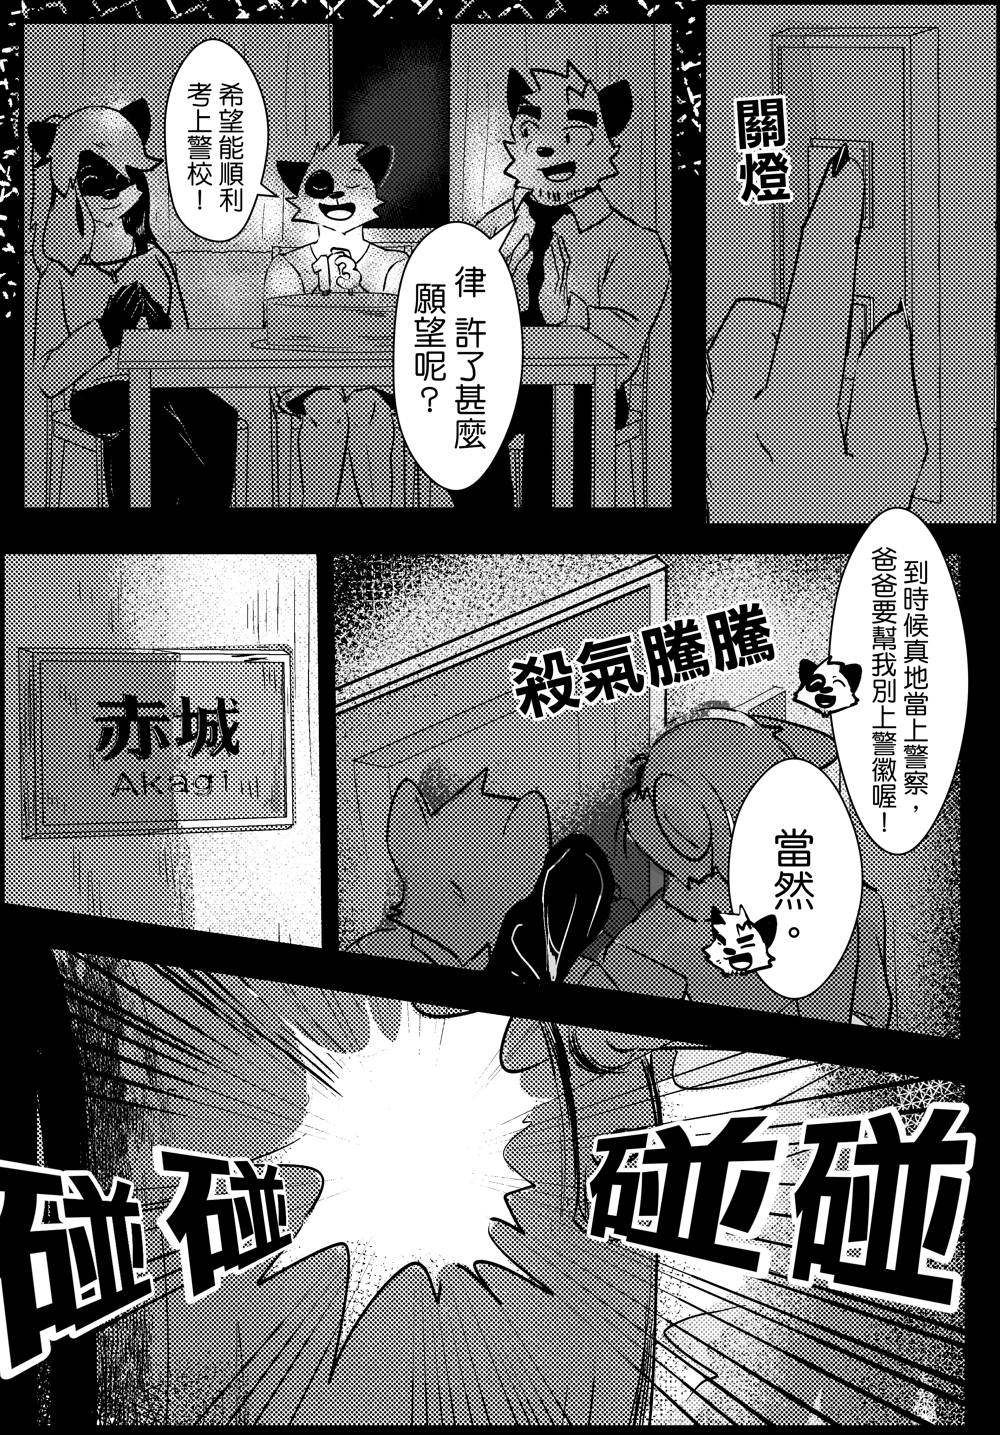 關燈
律 許了甚麼
願望呢？
13
希望能順利
考上警校！
到時候真地當上警察，
爸爸要幫我別上警徽喔！
當然。
殺氣騰騰
赤城
Akagi
碰碰
碰碰